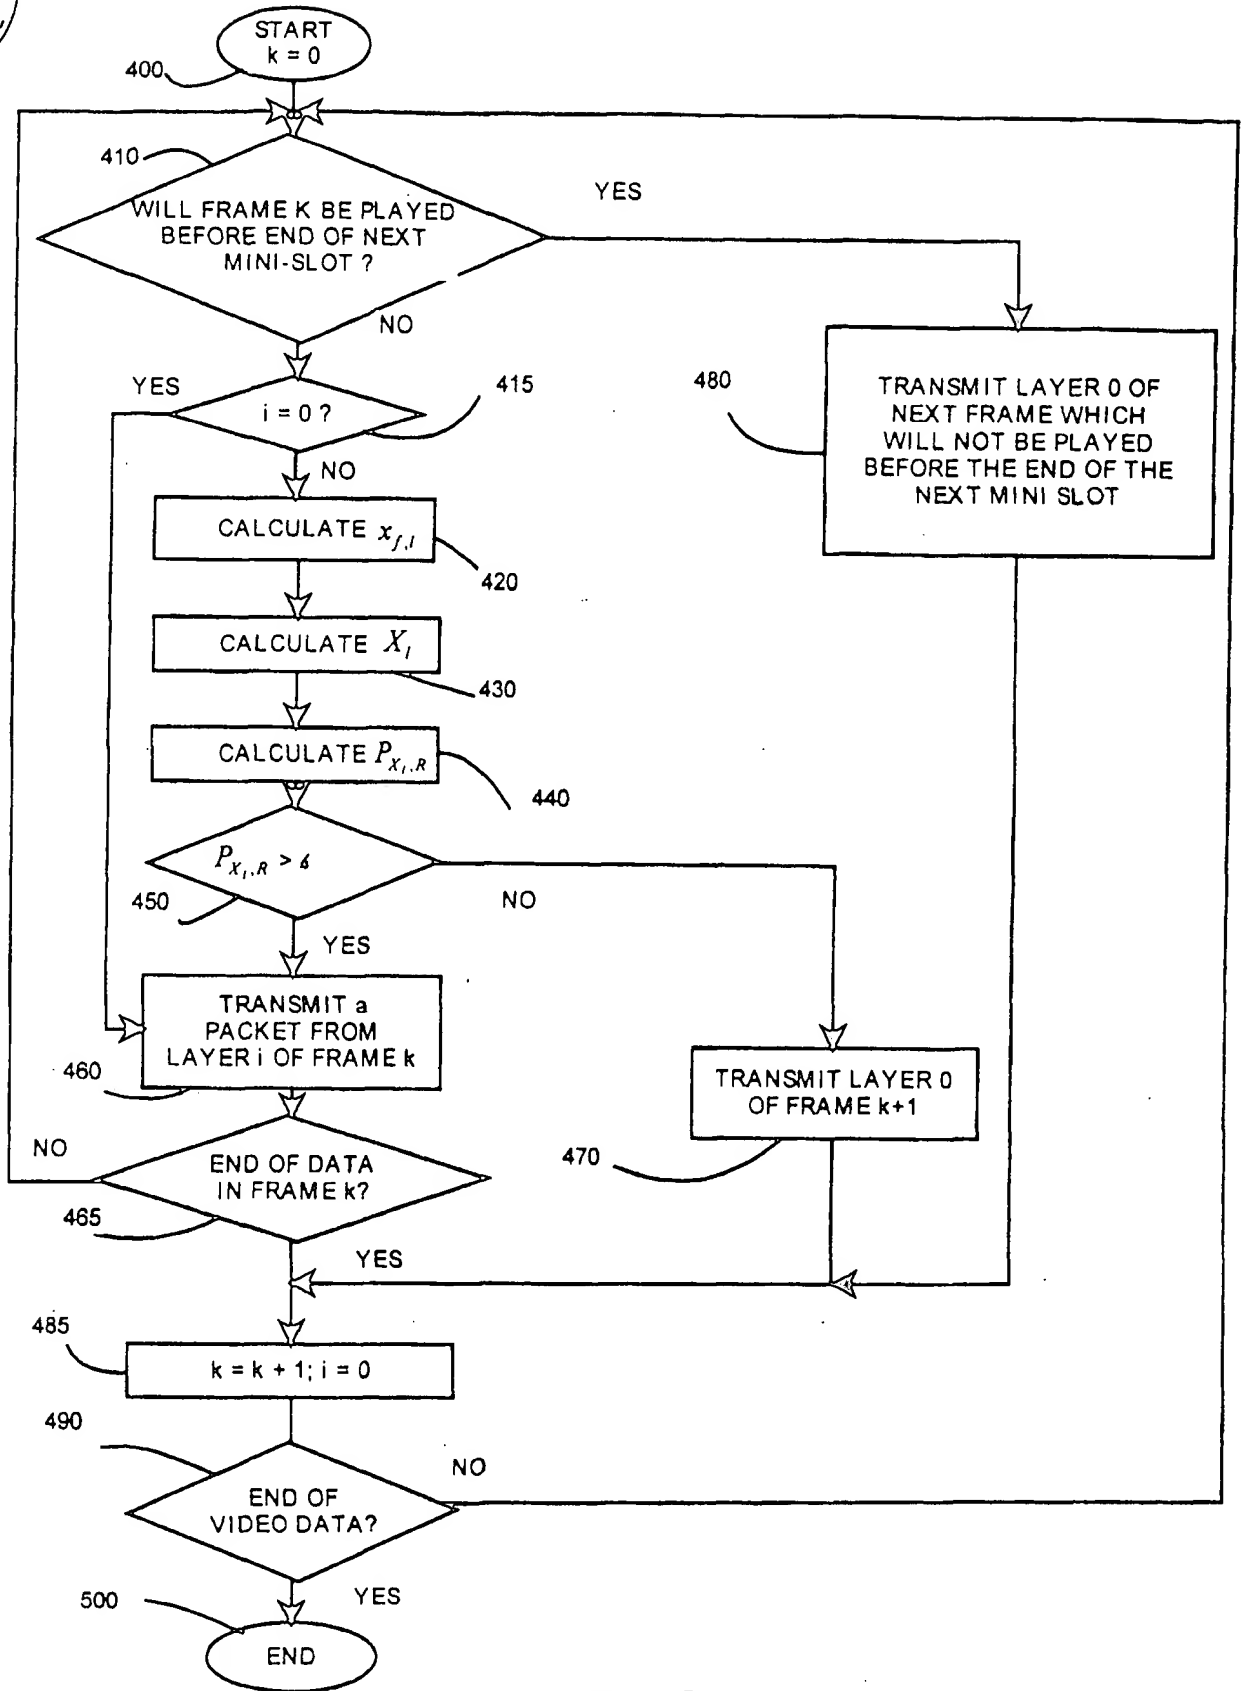 START
k = 0
400
410
WILL FRAME K BE PLAYED
BEFORE END OF NEXT
MINI-SLOT ?
YES
NO
YES
i = 0 ?
415
NO
480
TRANSMIT LAYER 0 OF
NEXT FRAME WHICH
WILL NOT BE PLAYED
BEFORE THE END OF THE
NEXT MINI SLOT
CALCULATE x_{f,l}
420
CALCULATE X_l
430
CALCULATE P_{X_l,R}
440
P_{X_l,R} >
450
NO
YES
TRANSMIT a
PACKET FROM
LAYER i OF FRAME k
460
TRANSMIT LAYER 0
OF FRAME k+1
470
NO
END OF DATA
IN FRAME k?
465
YES
485
k = k + 1; i = 0
490
NO
END OF
VIDEO DATA?
YES
500
END